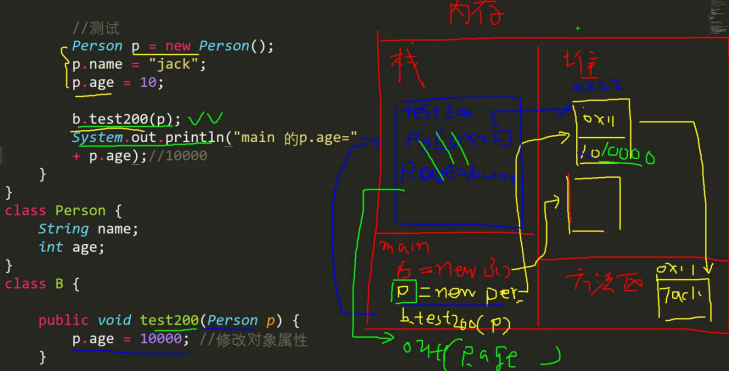 //测试
Person p = new Person();
p.name = "jack";
p.age = 10;
b.test200(p);
System.out.println("main 的p.age="
+ p.age);//10000
}
}
class Person {
String name;
int age;
}
class B {
public void test200(Person p) {
p.age = 10000; //修改对象属性
}
内存
栈
堆
test200
0x22
0x11
10 10000
main
b = new B()
p = new per
b.test200(p)
out(p.age )
方法区
0x11
Jack